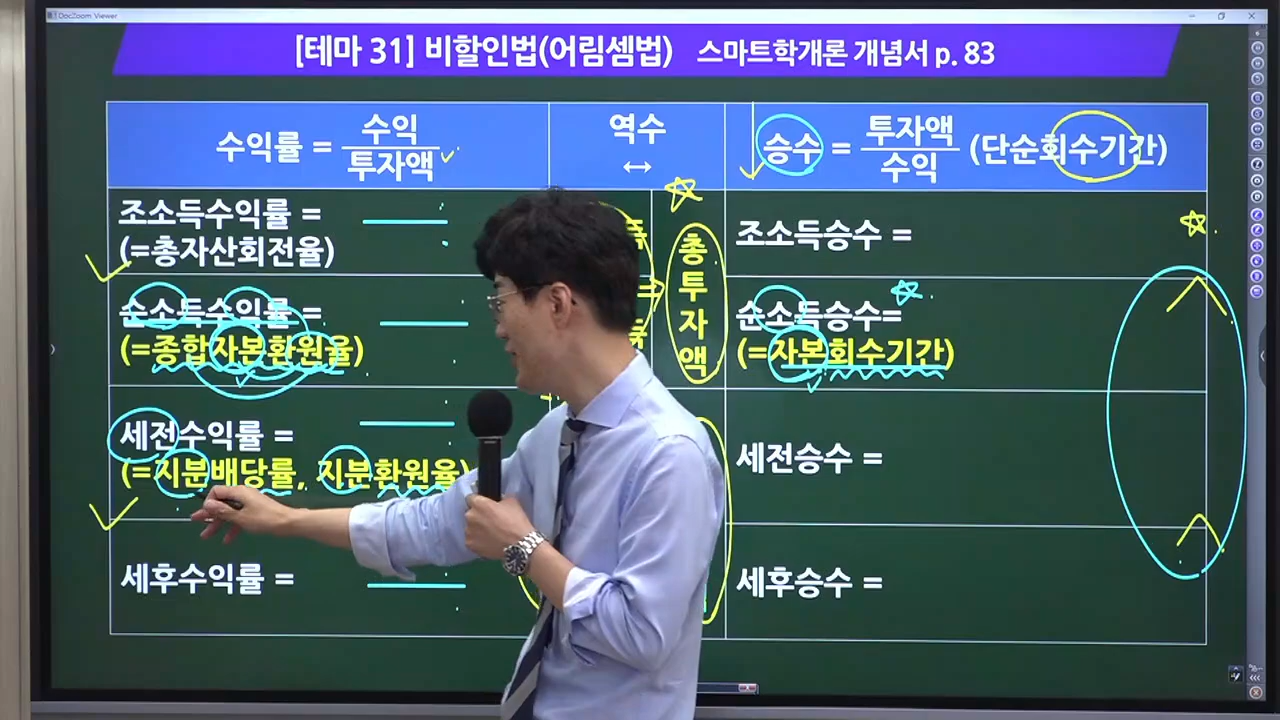 DocZoom Viewer
[테마 31] 비할인법(어림셈법) 스마트학개론 개념서 p. 83
수익률 = 수익 / 투자액
역수
↔
승수 = 투자액 / 수익 (단순회수기간)
조소득수익률 =
(=총자산회전율)
총투자액
조소득승수 =
순소득수익률 =
(=종합자본환원율)
순소득승수=
(=자본회수기간)
세전수익률 =
(=지분배당률, 지분환원율)
세전승수 =
세후수익률 =
세후승수 =